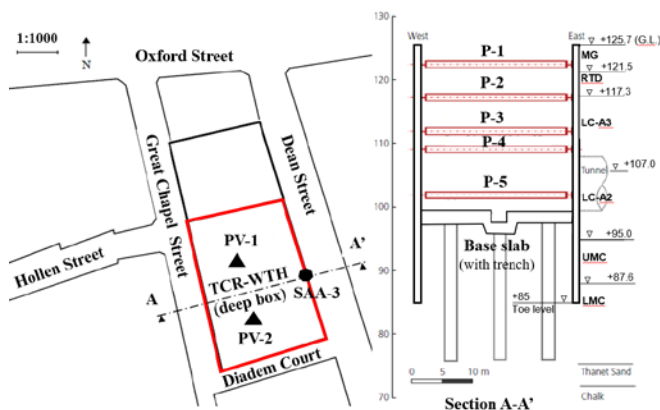 1:1000
N
Oxford Street
Great Chapel Street
Dean Street
Hollen Street
PV-1
A'
TCR-WTH
(deep box)
SAA-3
A
PV-2
Diadem Court
130
120
110
100
90
80
70
West
East
+125.7 (G.L.)
MG
P-1
+121.5
RTD
P-2
+117.3
P-3
LC-A3
P-4
Tunnel
+107.0
P-5
LC-A2
Base slab
(with trench)
+95.0
UMC
+87.6
+85
Toe level
LMC
Thanet Sand
0 5 10 m
Chalk
Section A-A'